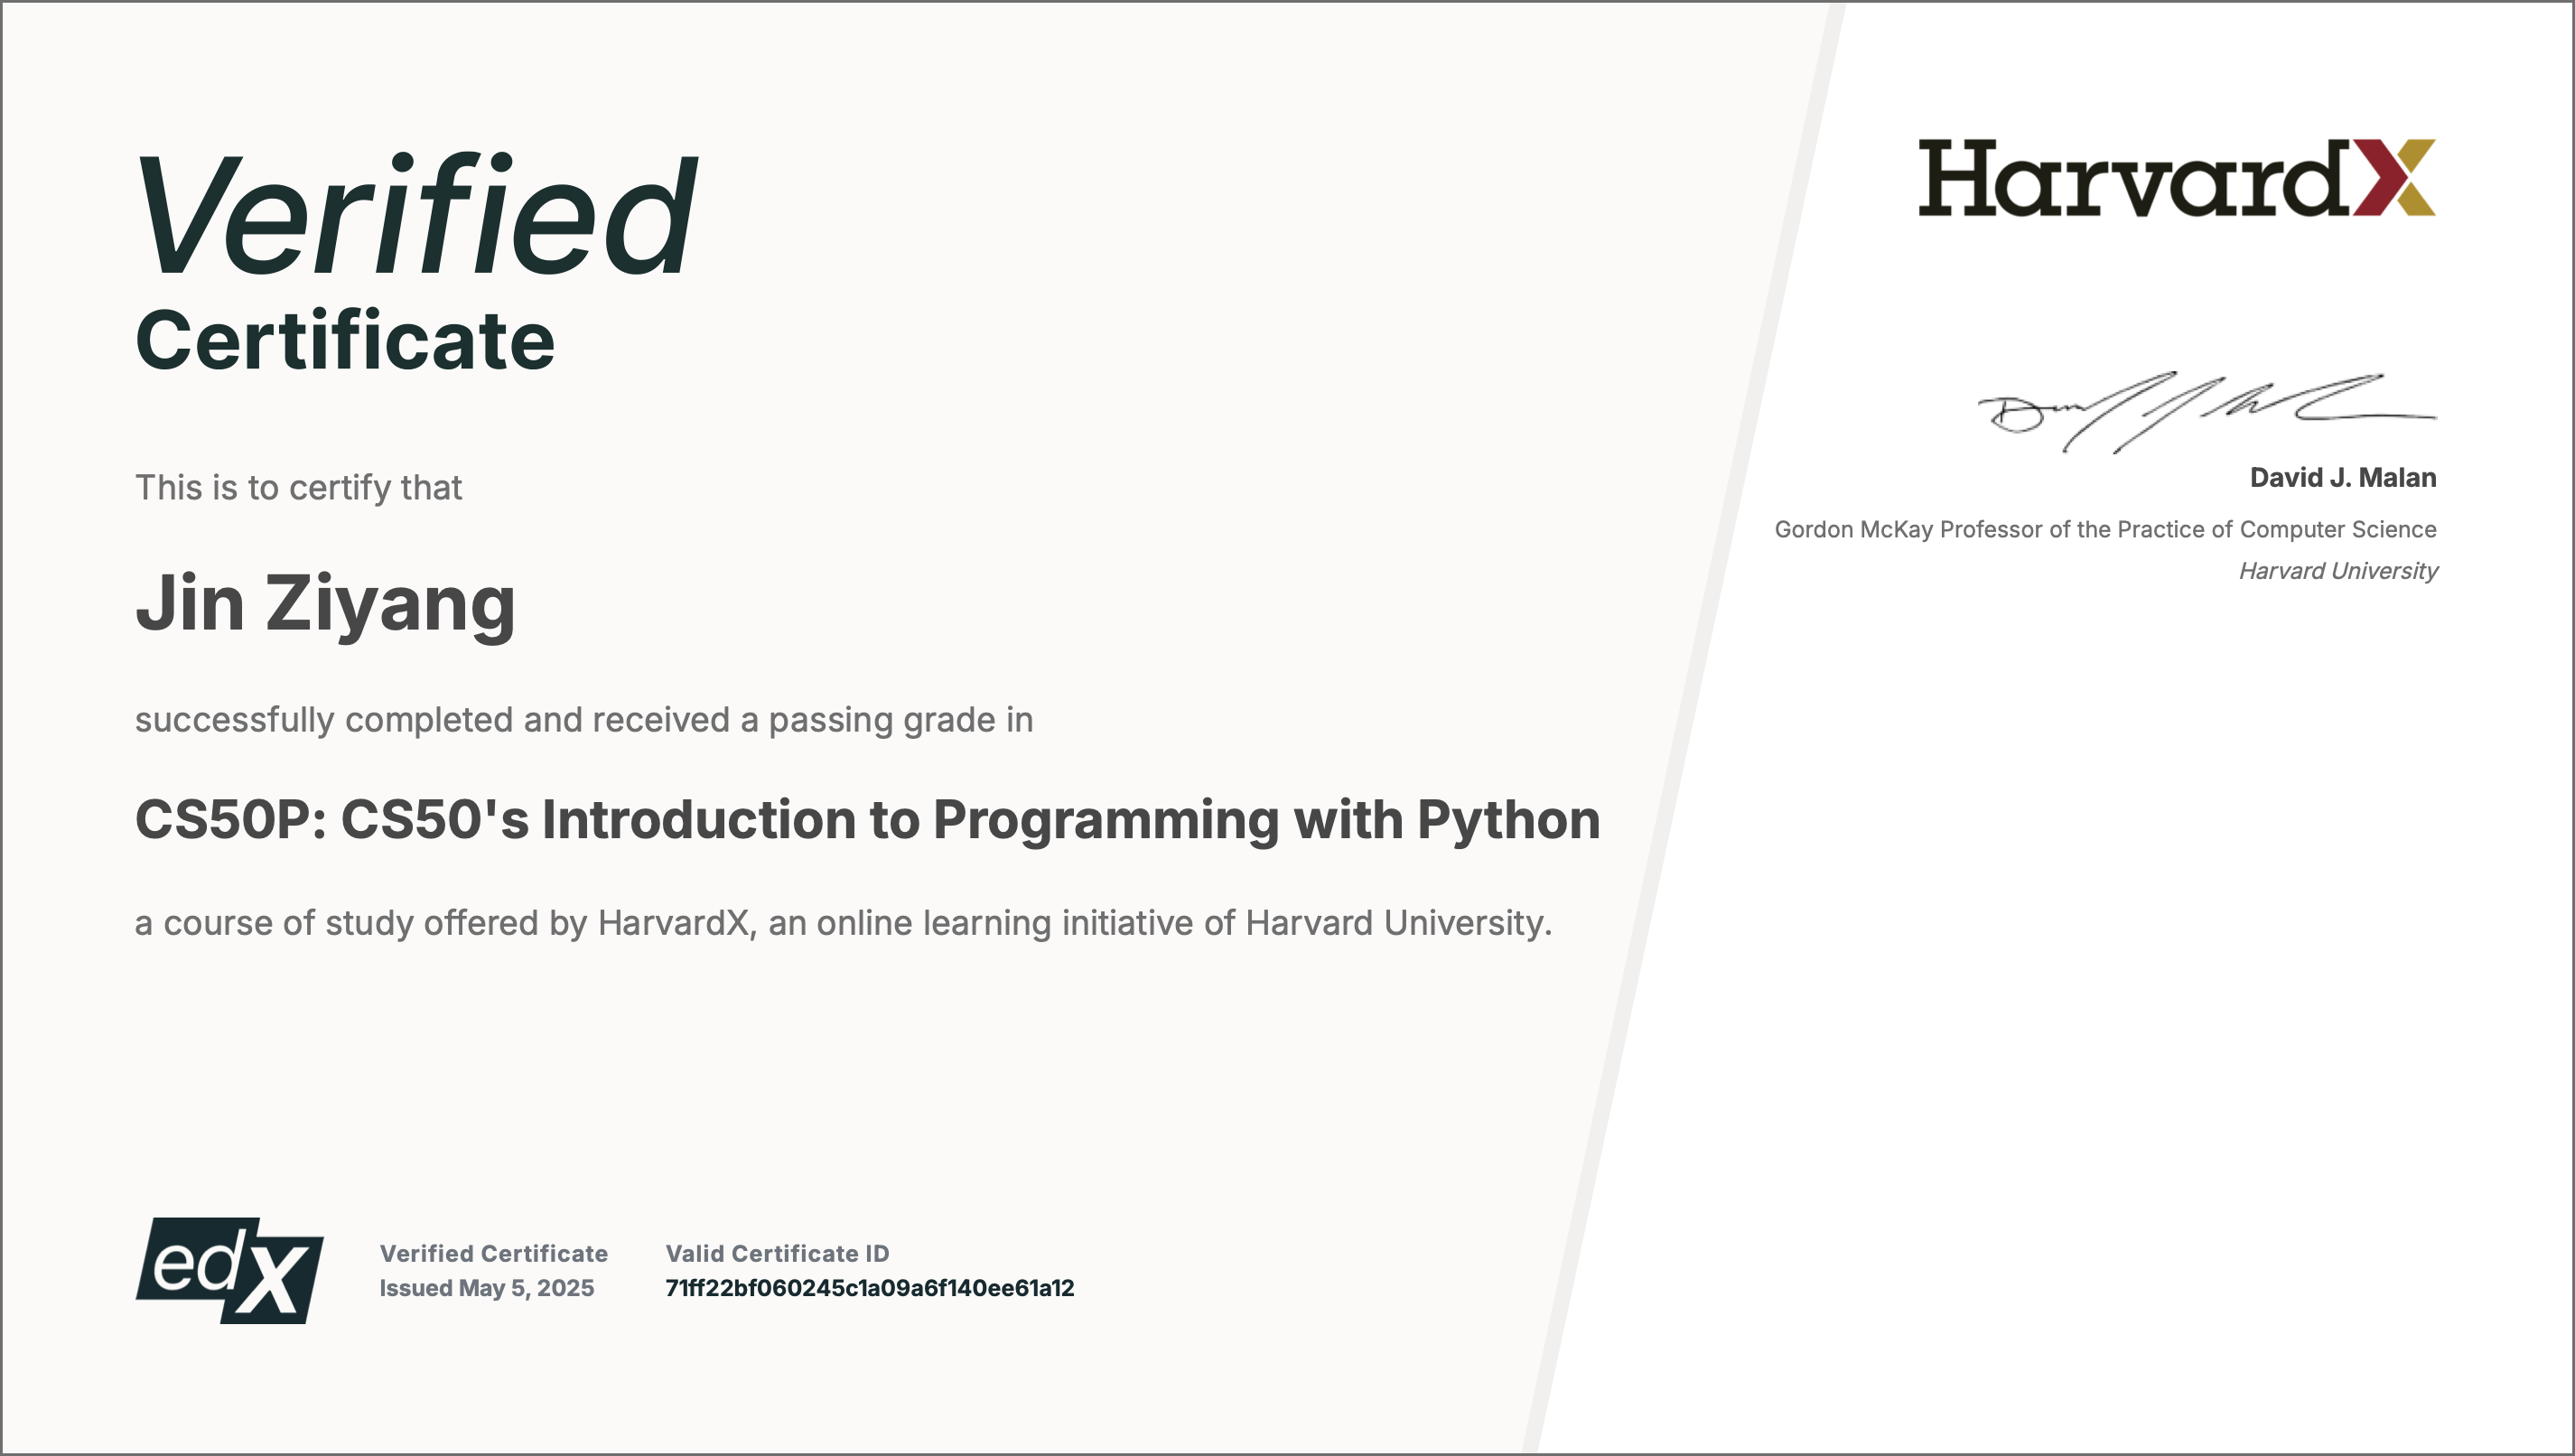 Verified
Certificate
This is to certify that
Jin Ziyang
successfully completed and received a passing grade in
CS50P: CS50's Introduction to Programming with Python
a course of study offered by HarvardX, an online learning initiative of Harvard University.
edX
Verified Certificate
Issued May 5, 2025
Valid Certificate ID
71ff22bf060245c1a09a6f140ee61a12
HarvardX
David J. Malan
Gordon McKay Professor of the Practice of Computer Science
Harvard University